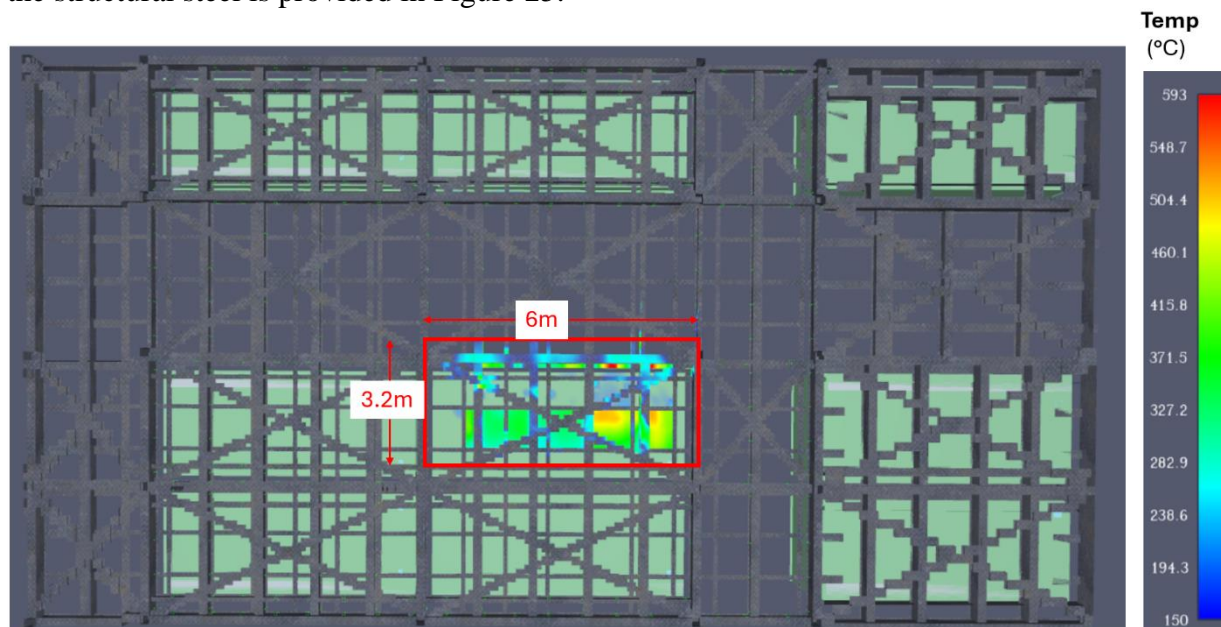 the structural steel is provided in Figure 25.
Temp
(°C)
593
548.7
504.4
460.1
415.8
371.5
327.2
282.9
238.6
194.3
150
6m
3.2m